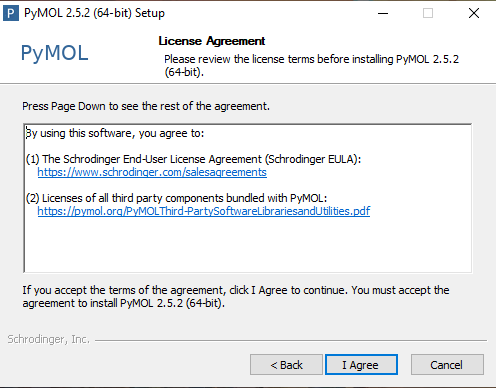 PyMOL 2.5.2 (64-bit) Setup
PyMOL
License Agreement
Please review the license terms before installing PyMOL 2.5.2
(64-bit).
Press Page Down to see the rest of the agreement.
By using this software, you agree to:
(1) The Schrodinger End-User License Agreement (Schrodinger EULA):
https://www.schrodinger.com/salesagreements
(2) Licenses of all third party components bundled with PyMOL:
https://pymol.org/PyMOLThird-PartySoftwareLibrariesandUtilities.pdf
If you accept the terms of the agreement, click I Agree to continue. You must accept the
agreement to install PyMOL 2.5.2 (64-bit).
Schrodinger, Inc.
< Back
I Agree
Cancel